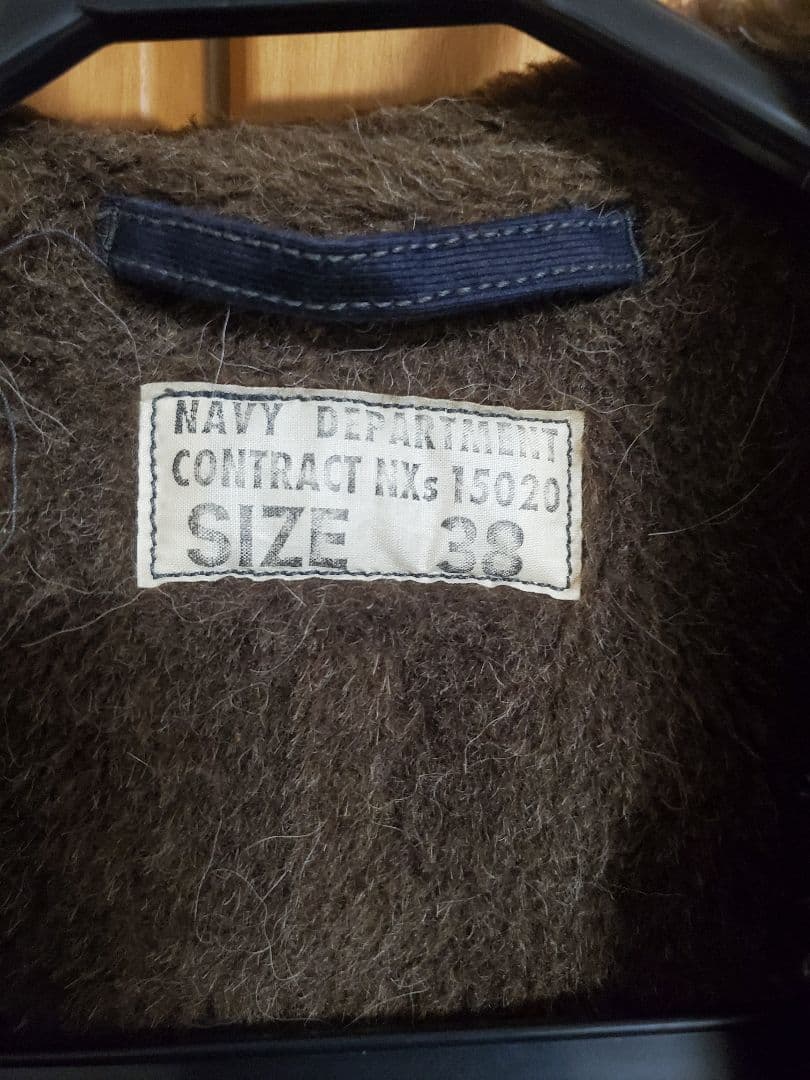 NAVY DEPARTMENT
CONTRACT NXs 15020
SIZE 38